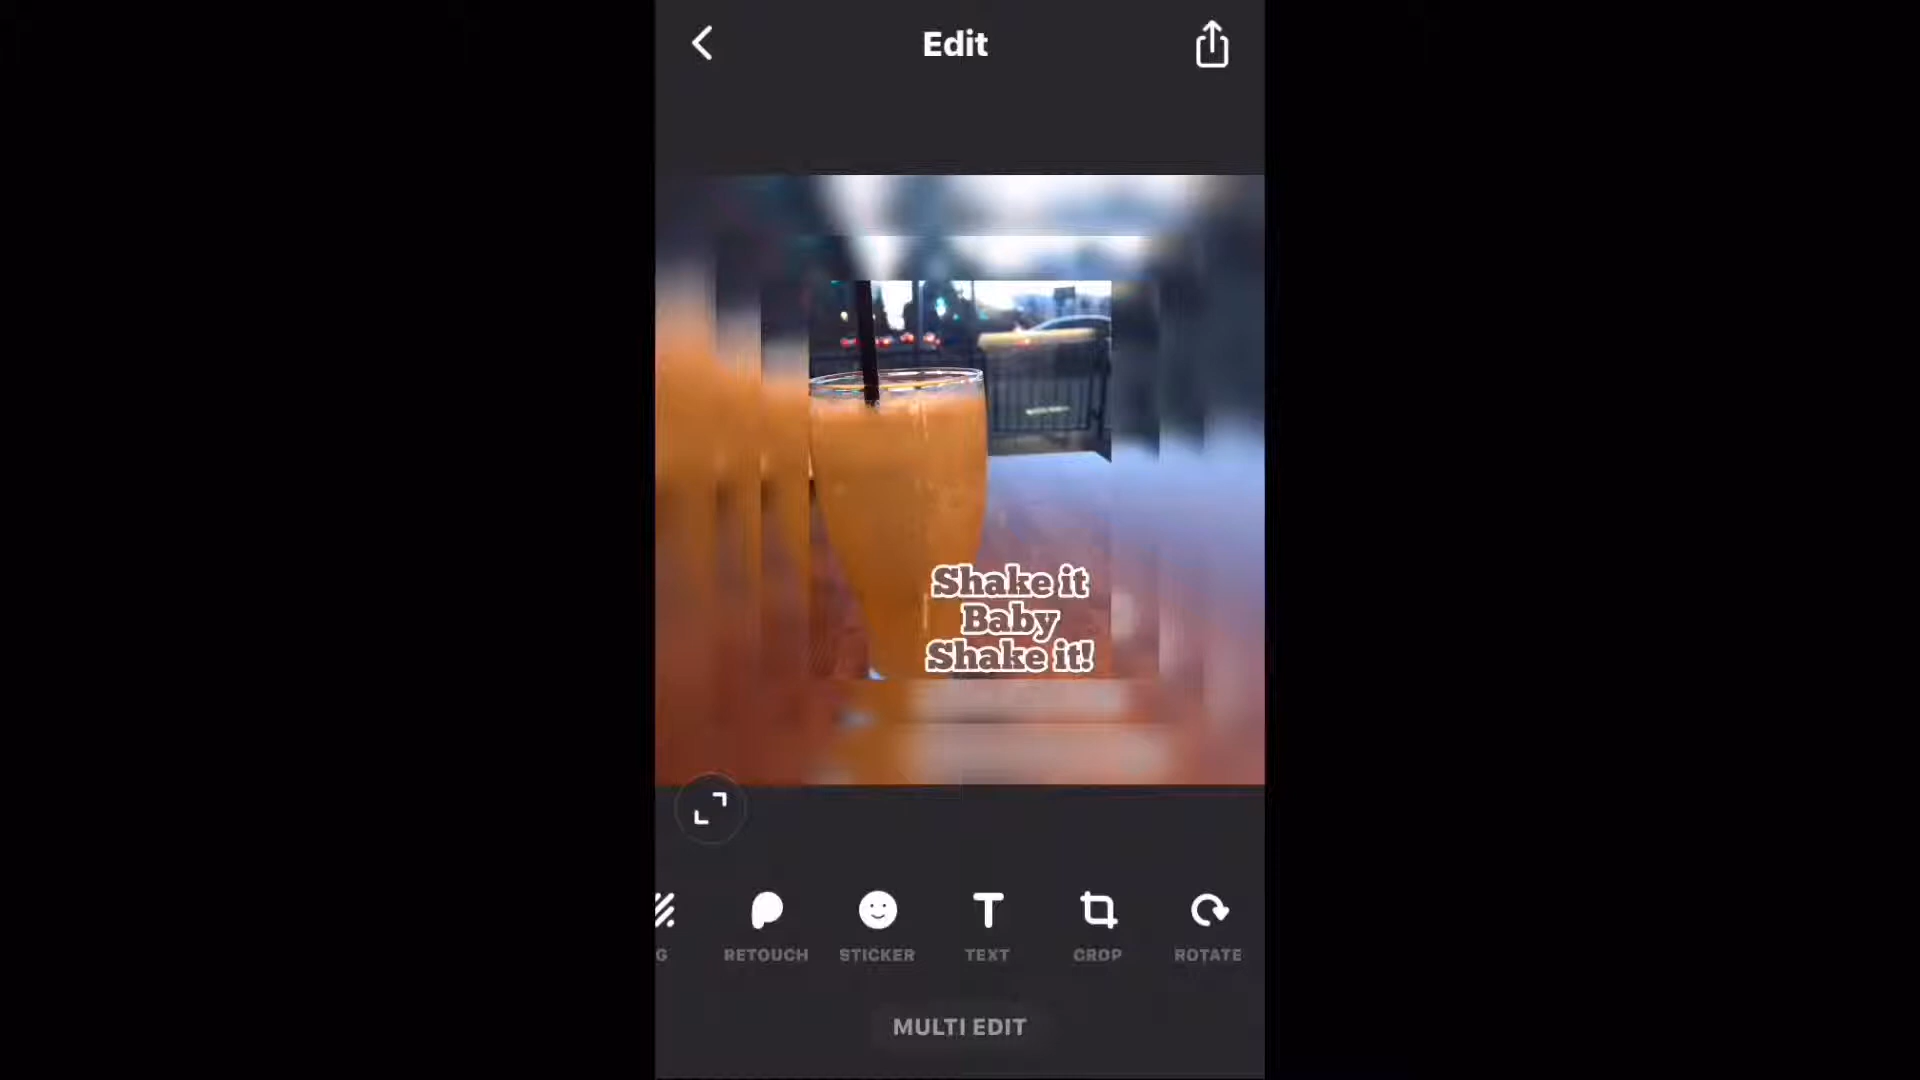 Edit
Shake it
Baby
Shake it!
G
RETOUCH
STICKER
TEXT
CROP
ROTATE
MULTI EDIT